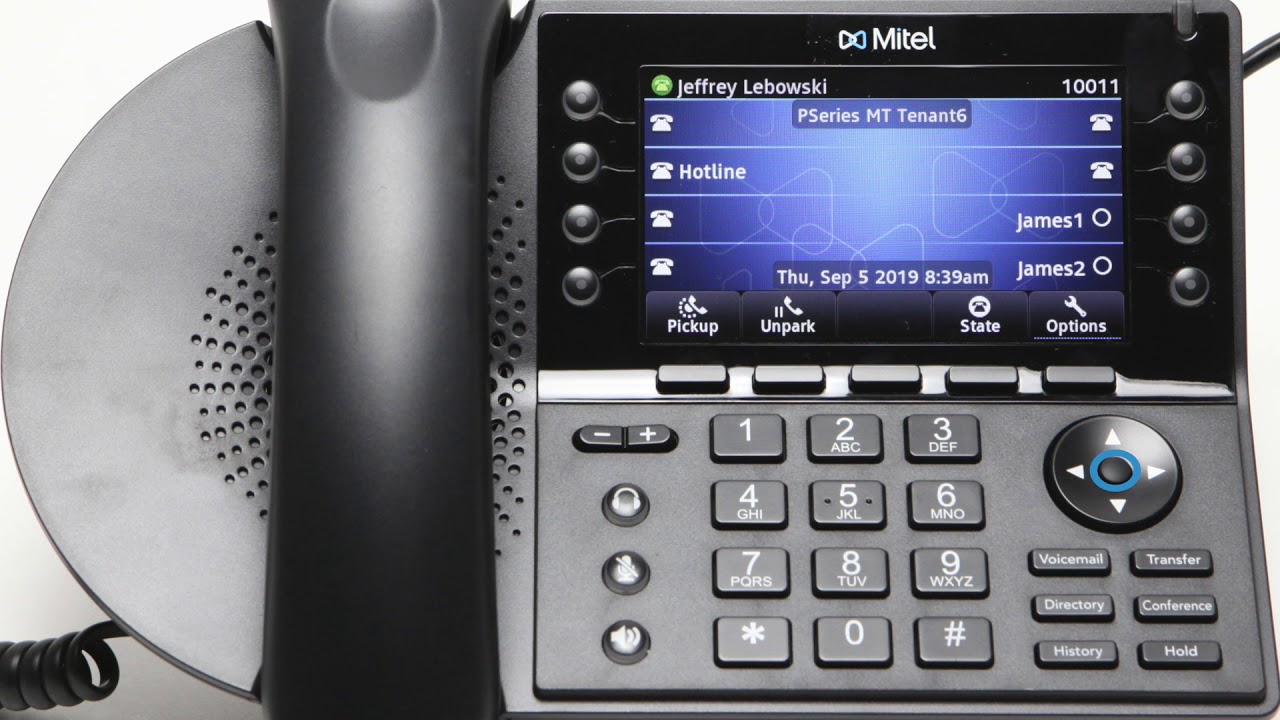 Mitel
Jeffrey Lebowski 10011
PSeries MT Tenant6
Hotline
James1
James2
Thu, Sep 5 2019 8:39am
Pickup Unpark State Options
− +
1 2 ABC 3 DEF
4 GHI 5 JKL 6 MNO
7 PQRS 8 TUV 9 WXYZ
* 0 #
Voicemail Transfer
Directory Conference
History Hold